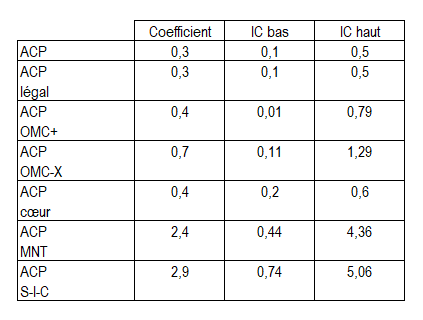 Coefficient IC bas IC haut
ACP 0,3 0,1 0,5
ACP 0,3 0,1 0,5
légal
ACP 0,4 0,01 0,79
OMC+
ACP 0,7 0,11 1,29
OMC-X
ACP 0,4 0,2 0,6
cœur
ACP 2,4 0,44 4,36
MNT
ACP 2,9 0,74 5,06
S-I-C